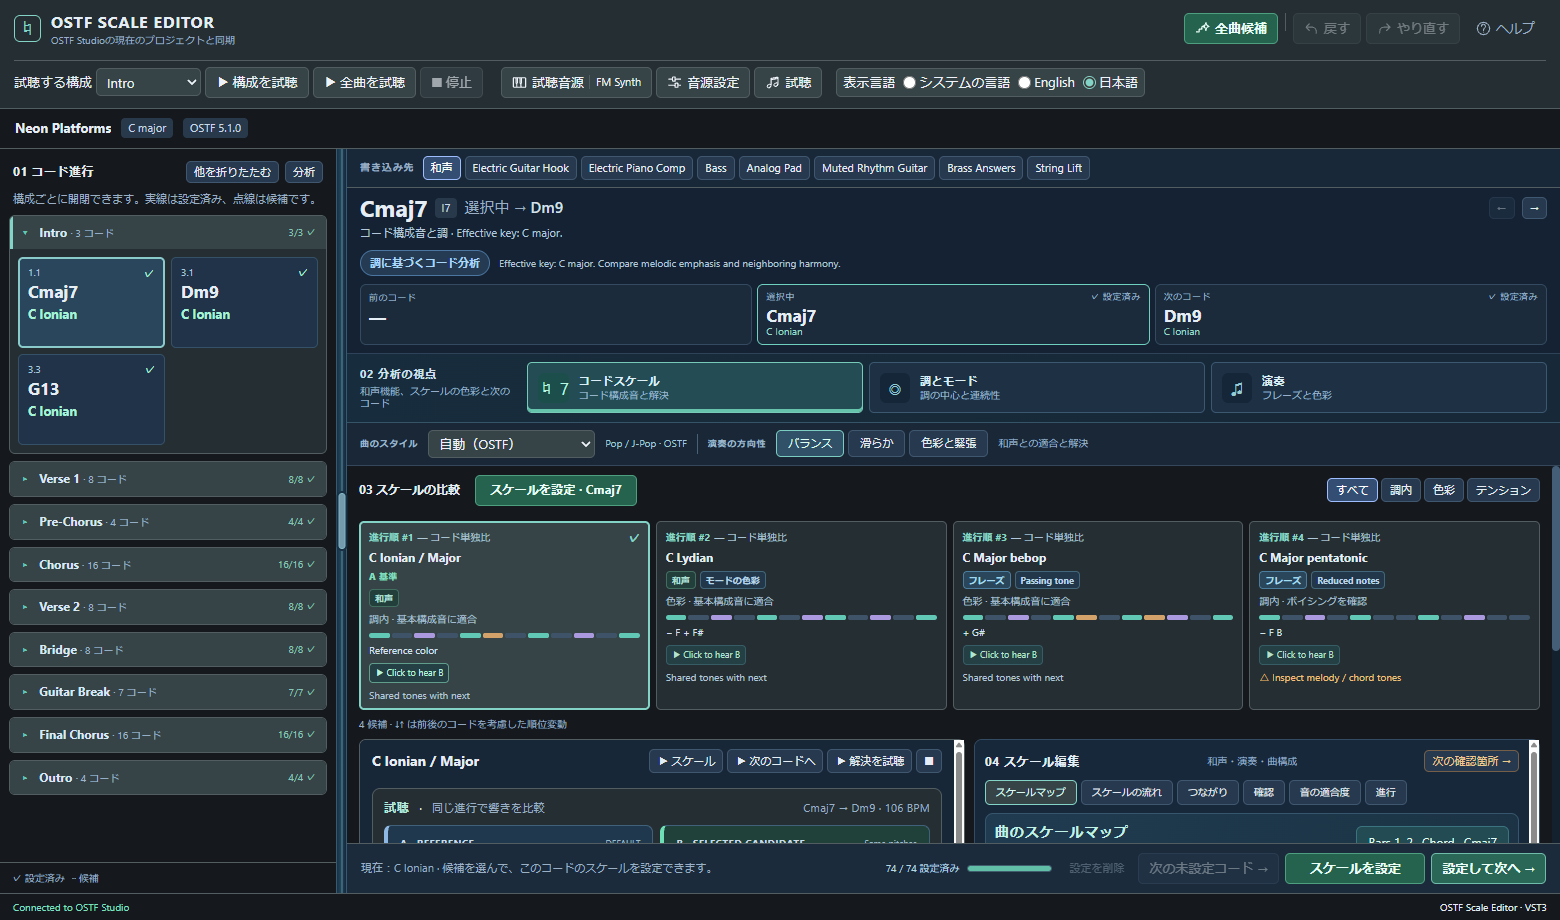 OSTF SCALE EDITOR
OSTF Studioの現在のプロジェクトと同期
全曲候補
戻す
やり直す
ヘルプ
試聴する構成
Intro
構成を試聴
全曲を試聴
停止
試聴音源
FM Synth
音源設定
試聴
表示言語
システムの言語
English
日本語
Neon Platforms
C major
OSTF 5.1.0
01 コード進行
他を折りたたむ
分析
構成ごとに開閉できます。実線は設定済み、点線は候補です。
Intro · 3 コード
3/3 ✓
1.1 ✓
Cmaj7
C Ionian
3.1 ✓
Dm9
C Ionian
3.3 ✓
G13
C Ionian
Verse 1 · 8 コード
8/8 ✓
Pre-Chorus · 4 コード
4/4 ✓
Chorus · 16 コード
16/16 ✓
Verse 2 · 8 コード
8/8 ✓
Bridge · 8 コード
8/8 ✓
Guitar Break · 7 コード
7/7 ✓
Final Chorus · 16 コード
16/16 ✓
Outro · 4 コード
4/4 ✓
✓ 設定済み - 候補
Connected to OSTF Studio
書き込み先
和声
Electric Guitar Hook
Electric Piano Comp
Bass
Analog Pad
Muted Rhythm Guitar
Brass Answers
String Lift
Cmaj7 I7 選択中 → Dm9
← →
コード構成音と調 · Effective key: C major.
調に基づくコード分析
Effective key: C major. Compare melodic emphasis and neighboring harmony.
前のコード
—
選択中 ✓ 設定済み
Cmaj7
C Ionian
次のコード ✓ 設定済み
Dm9
C Ionian
02 分析の視点
和声機能、スケールの色彩と次のコード
♮ 7
コードスケール
コード構成音と解決
調とモード
調の中心と連続性
演奏
フレーズと色彩
曲のスタイル
自動（OSTF）
Pop / J-Pop · OSTF
演奏の方向性
バランス
滑らか
色彩と緊張
和声との適合と解決
03 スケールの比較
スケールを設定 · Cmaj7
すべて
調内
色彩
テンション
進行順 #1 — コード単独比 ✓
C Ionian / Major
A 基準
和声
調内 · 基本構成音に適合
Reference color
▶ Click to hear B
Shared tones with next
進行順 #2 — コード単独比
C Lydian
和声
モードの色彩
色彩 · 基本構成音に適合
− F + F#
▶ Click to hear B
Shared tones with next
進行順 #3 — コード単独比
C Major bebop
フレーズ
Passing tone
色彩 · 基本構成音に適合
+ G#
▶ Click to hear B
Shared tones with next
進行順 #4 — コード単独比
C Major pentatonic
フレーズ
Reduced notes
調内 · ボイシングを確認
− F B
▶ Click to hear B
△ Inspect melody / chord tones
4 候補 · ↓↑ は前後のコードを考慮した順位変動
C Ionian / Major
▶ スケール
▶ 次のコードへ
▶ 解決を試聴
試聴 · 同じ進行で響きを比較
Cmaj7 → Dm9 · 106 BPM
A · REFERENCE
DEFAULT
B · SELECTED CANDIDATE
Same pitches
04 スケール編集
和声・演奏・曲構成
次の確認箇所 →
スケールマップ
スケールの流れ
つながり
確認
音の適合度
進行
曲のスケールマップ
Bars 1–2 · Chord · Cmaj7
現在：C Ionian · 候補を選んで、このコードのスケールを設定できます。
74 / 74 設定済み
設定を削除
次の未設定コード →
スケールを設定
設定して次へ →
OSTF Scale Editor · VST3